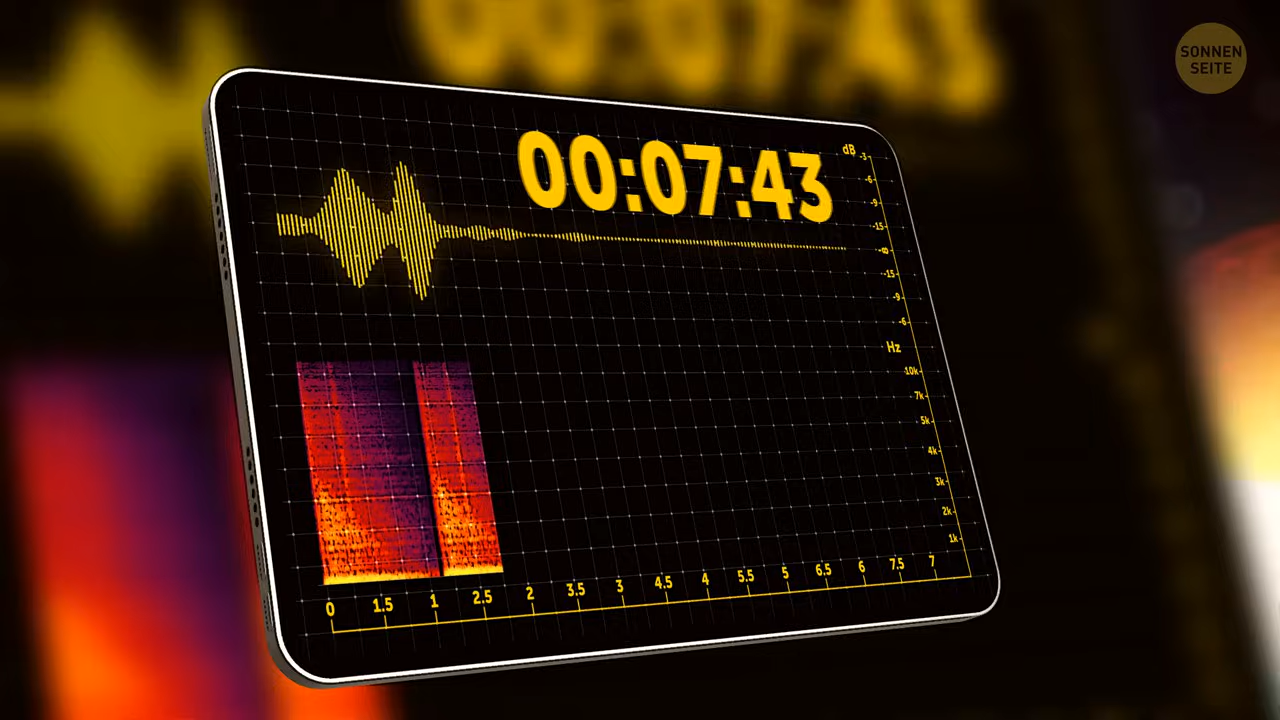 SONNEN
SEITE
00:07:43
dB
-3
-6
-9
-15
-∞
-15
-9
-6
Hz
10k
7k
5k
4k
3k
2k
1k
0 1.5 1 2.5 2 3.5 3 4.5 4 5.5 5 6.5 6 7.5 7